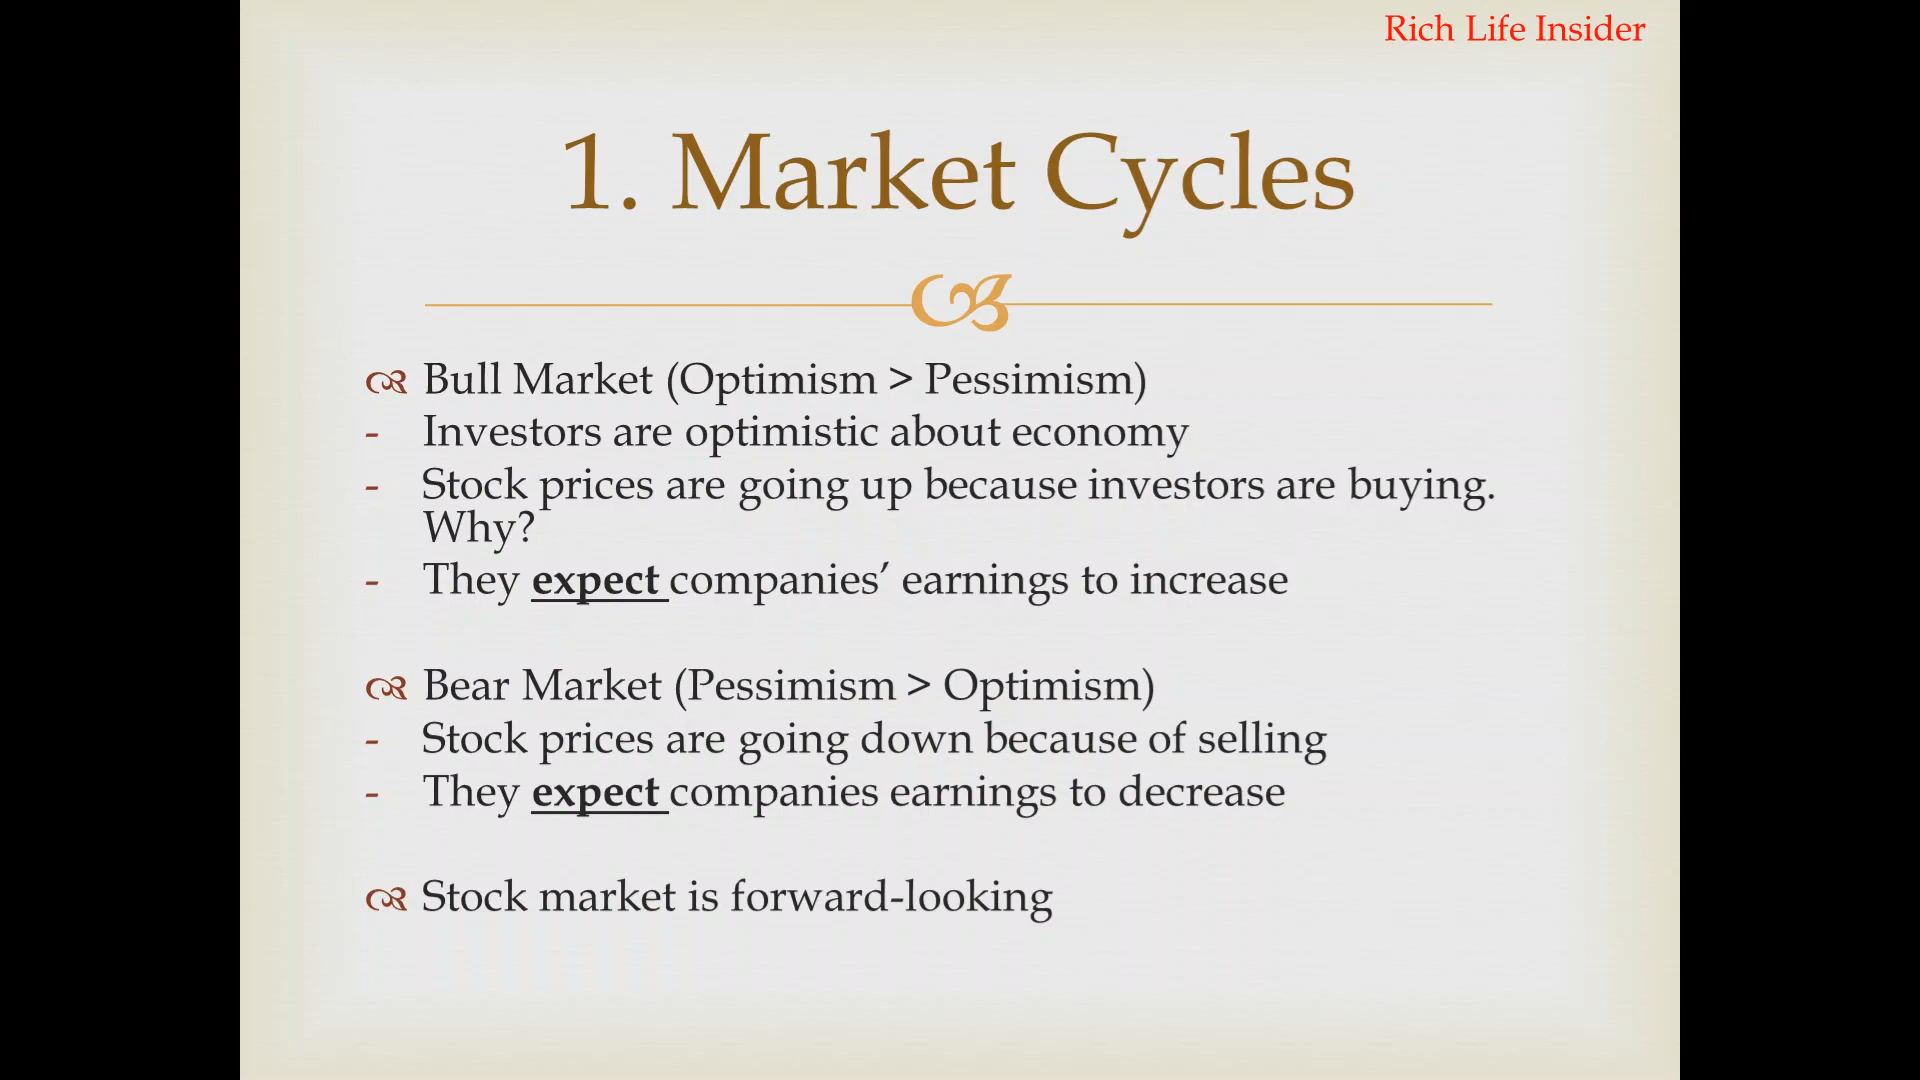 Rich Life Insider
1. Market Cycles
Bull Market (Optimism > Pessimism)
- Investors are optimistic about economy
- Stock prices are going up because investors are buying.
Why?
- They expect companies’ earnings to increase
Bear Market (Pessimism > Optimism)
- Stock prices are going down because of selling
- They expect companies earnings to decrease
Stock market is forward-looking